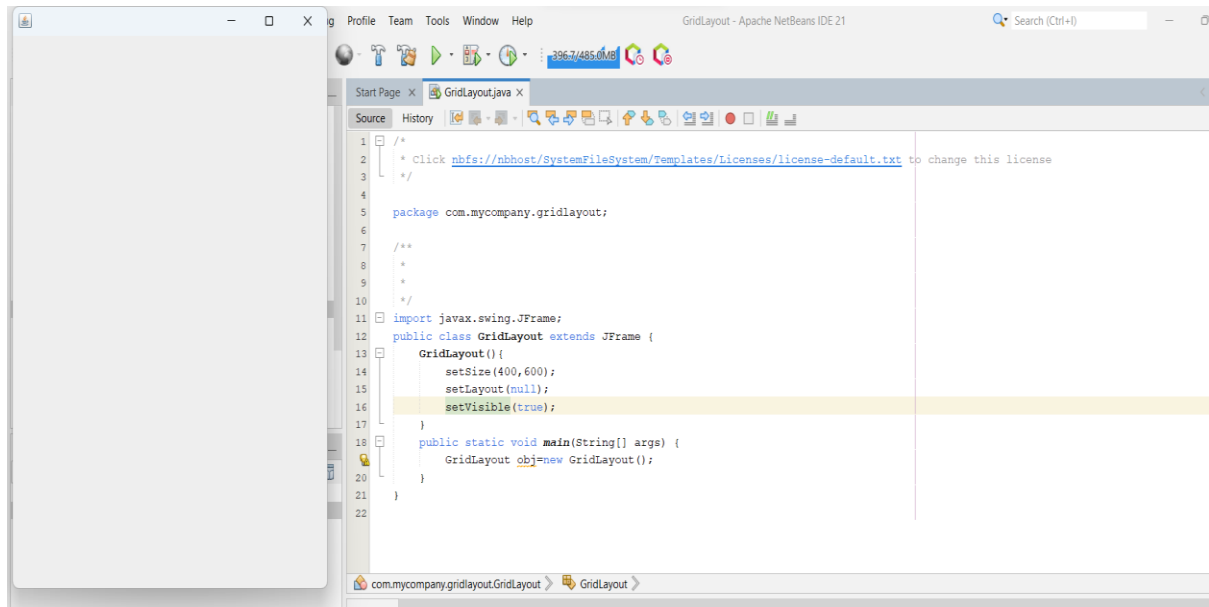 g Profile Team Tools Window Help
GridLayout - Apache NetBeans IDE 21
Search (Ctrl+I)
396.7/485.0MB
Start Page
GridLayout.java
Source History
1 /*
2 * Click nbfs://nbhost/SystemFileSystem/Templates/Licenses/license-default.txt to change this license
3 */
4
5 package com.mycompany.gridlayout;
6
7 /**
8 *
9 *
10 */
11 import javax.swing.JFrame;
12 public class GridLayout extends JFrame {
13 GridLayout(){
14 setSize(400,600);
15 setLayout(null);
16 setVisible(true);
17 }
18 public static void main(String[] args) {
GridLayout obj=new GridLayout();
20 }
21 }
22
com.mycompany.gridlayout.GridLayout
GridLayout